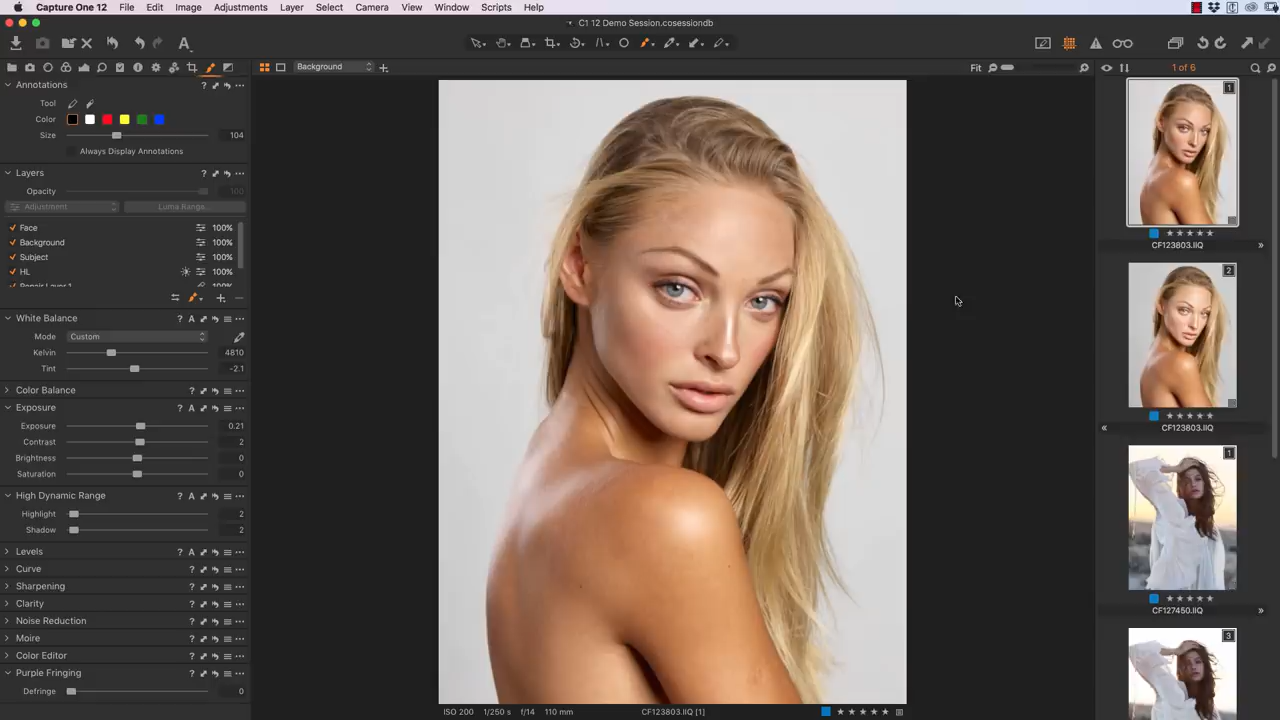 Capture One 12 File Edit Image Adjustments Layer Select Camera View Window Scripts Help
C1 12 Demo Session.cosessiondb
Background
Fit
1 of 6
Annotations
Tool
Color
Size 104
Always Display Annotations
Layers
Opacity 100
Adjustment Luma Range...
Face 100%
Background 100%
Subject 100%
HL 100%
Repair Layer 1
White Balance
Mode Custom
Kelvin 4810
Tint -2.1
Color Balance
Exposure
Exposure 0.21
Contrast 2
Brightness 0
Saturation 0
High Dynamic Range
Highlight 2
Shadow 2
Levels
Curve
Sharpening
Clarity
Noise Reduction
Moire
Color Editor
Purple Fringing
Defringe 0
ISO 200 1/250 s f/14 110 mm
CF123803.IIQ [1]
1
CF123803.IIQ
2
CF123803.IIQ
1
CF127450.IIQ
3